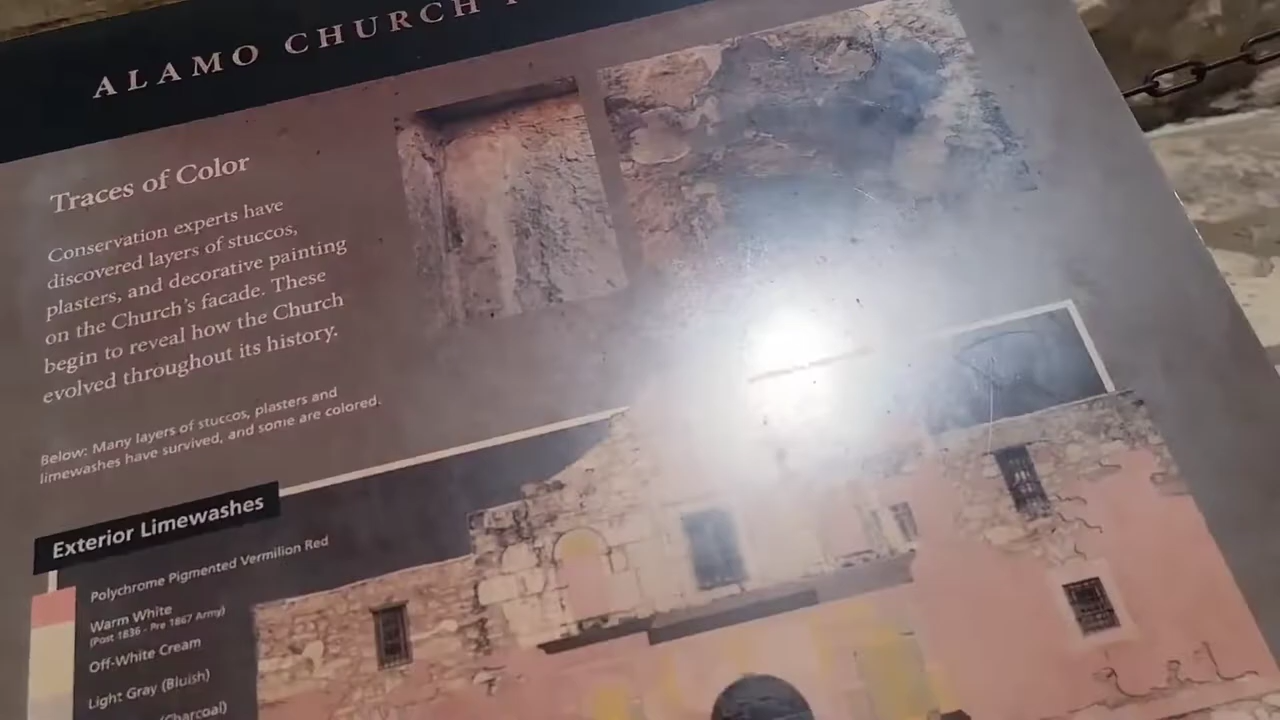 ALAMO CHURCH
Traces of Color
Conservation experts have
discovered layers of stuccos,
plasters, and decorative painting
on the Church's facade. These
begin to reveal how the Church
evolved throughout its history.
Below: Many layers of stuccos, plasters and
limewashes have survived, and some are colored.
Exterior Limewashes
Polychrome Pigmented Vermilion Red
Warm White
(Post 1836 - Pre 1867 Army)
Off-White Cream
Light Gray (Bluish)
(Charcoal)